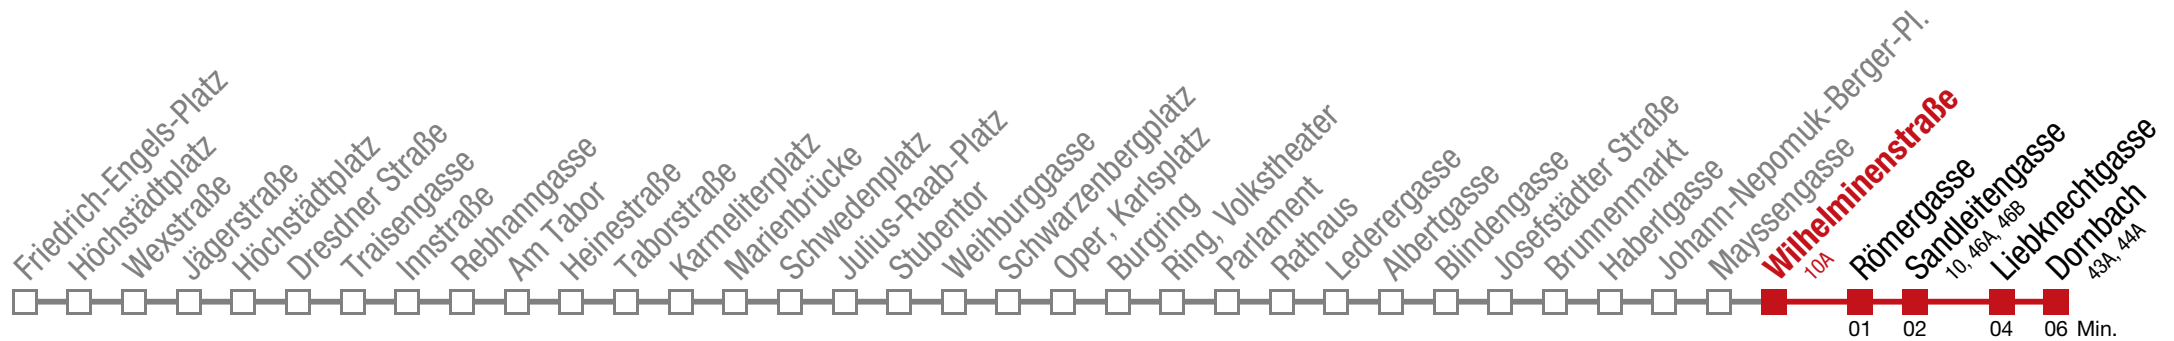 Friedrich-Engels-Platz
Höchstädtplatz
Wexstraße
Jägerstraße
Höchstädtplatz
Dresdner Straße
Traisengasse
Innstraße
Rebhanngasse
Am Tabor
Heinestraße
Taborstraße
Karmeliterplatz
Marienbrücke
Schwedenplatz
Julius-Raab-Platz
Stubentor
Weihburggasse
Schwarzenbergplatz
Oper, Karlsplatz
Burgring
Ring, Volkstheater
Parlament
Rathaus
Lederergasse
Albertgasse
Blindengasse
Josefstädter Straße
Brunnenmarkt
Haberlgasse
Johann-Nepomuk-Berger-Pl.
Mayssengasse
Wilhelminenstraße
10A
Römergasse
Sandleitengasse
10, 46A, 46B
Liebknechtgasse
Dornbach
43A, 44A
01 02 04 06 Min.